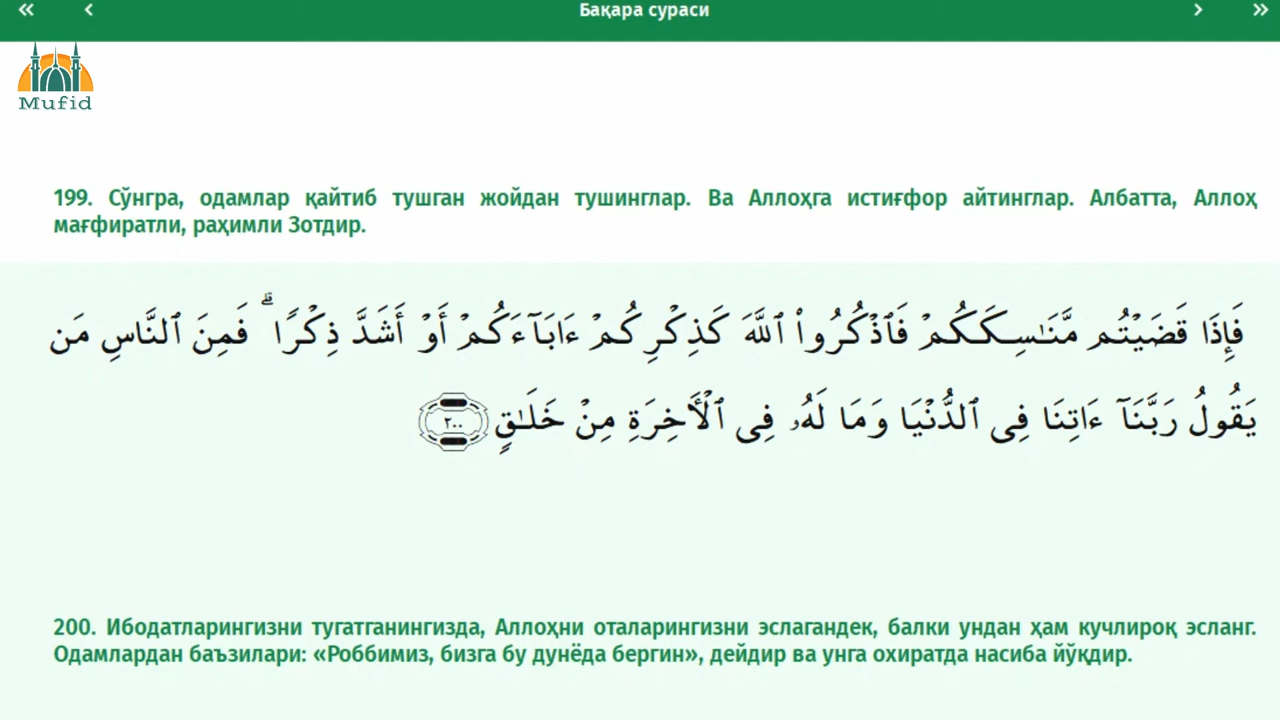 « ‹ Бақара сураси › »
Mufid
199. Сўнгра, одамлар қайтиб тушган жойдан тушинглар. Ва Аллоҳга истиғфор айтинглар. Албатта, Аллоҳ
мағфиратли, раҳимли Зотдир.
فَإِذَا قَضَيْتُم مَّنَـٰسِكَكُمْ فَٱذْكُرُوا۟ ٱللَّهَ كَذِكْرِكُمْ ءَابَآءَكُمْ أَوْ أَشَدَّ ذِكْرًا ۗ فَمِنَ ٱلنَّاسِ مَن
يَقُولُ رَبَّنَآ ءَاتِنَا فِى ٱلدُّنْيَا وَمَا لَهُۥ فِى ٱلْـَٔاخِرَةِ مِنْ خَلَـٰقٍ ٢٠٠
200. Ибодатларингизни тугатганингизда, Аллоҳни оталарингизни эслагандек, балки ундан ҳам кучлироқ эсланг.
Одамлардан баъзилари: «Роббимиз, бизга бу дунёда бергин», дейдир ва унга охиратда насиба йўқдир.